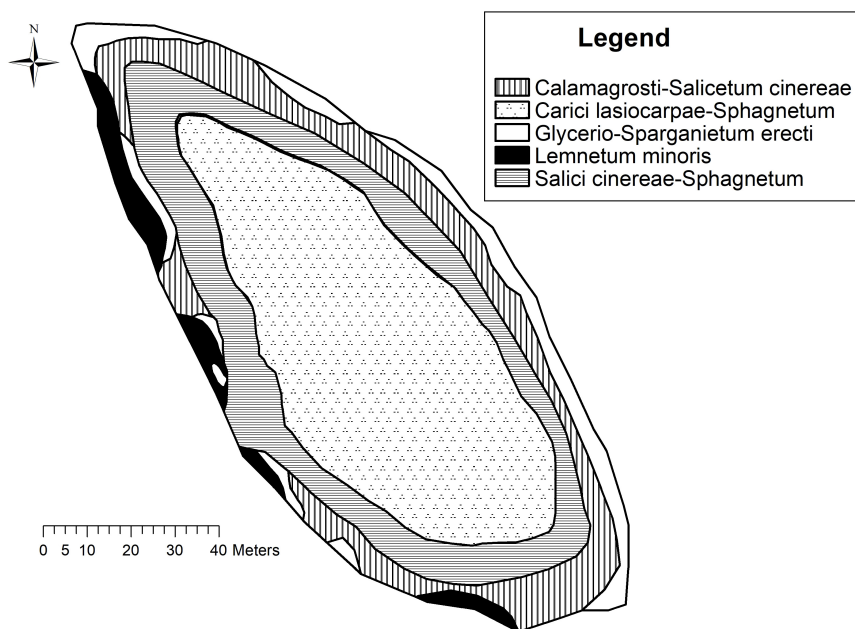 N
Legend
Calamagrosti-Salicetum cinereae
Carici lasiocarpae-Sphagnetum
Glycerio-Sparganietum erecti
Lemnetum minoris
Salici cinereae-Sphagnetum
0 5 10 20 30 40 Meters